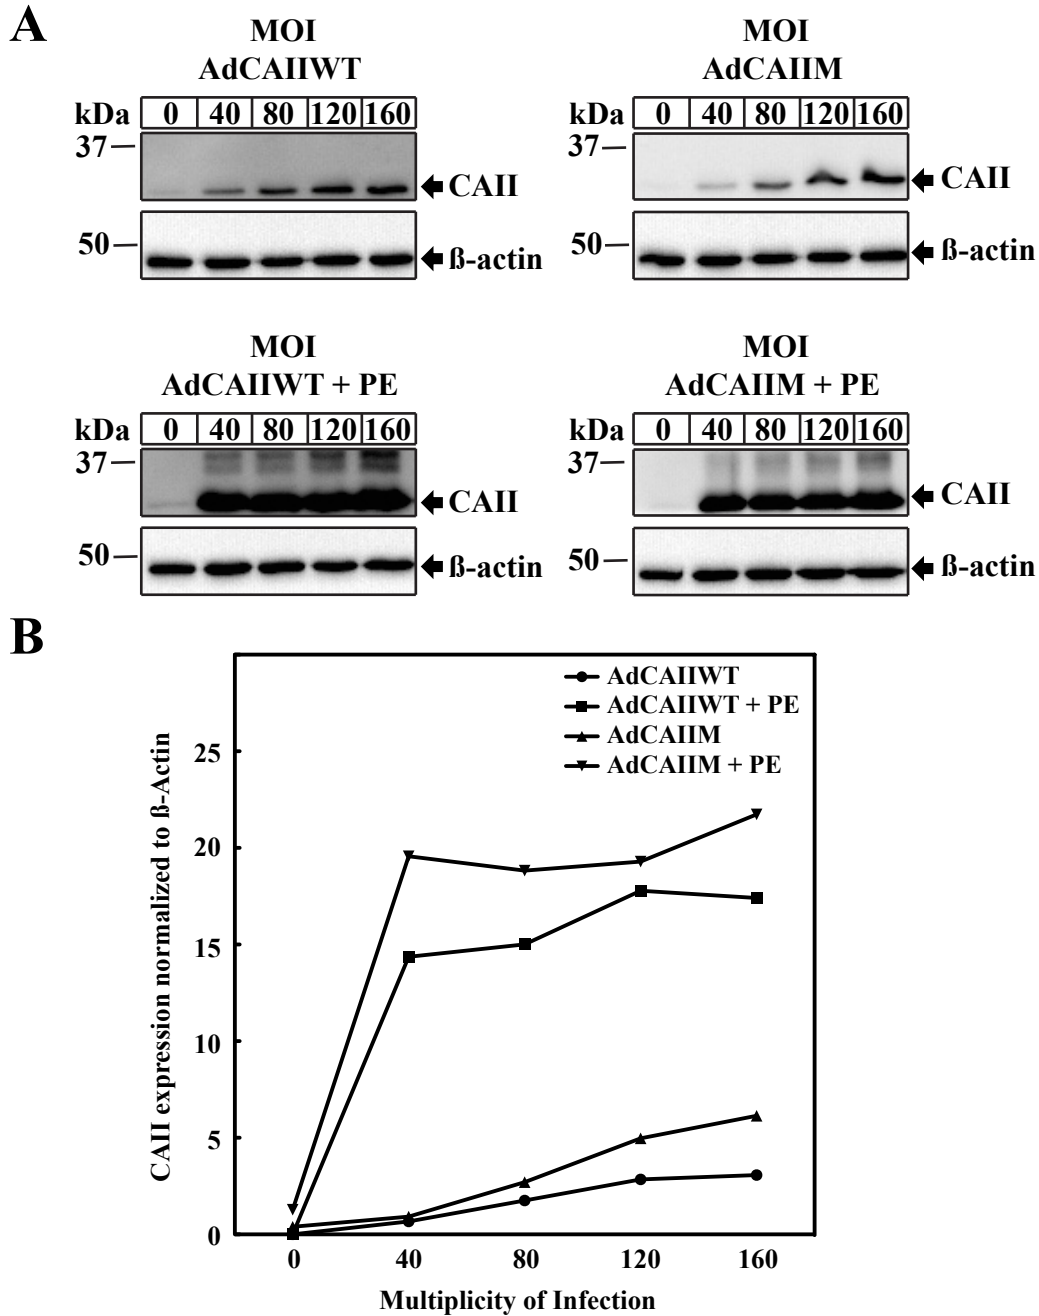 A
MOI
AdCAIIWT
kDa 0 40 80 120 160
37
CAII
50
ß-actin
MOI
AdCAIIM
kDa 0 40 80 120 160
37
CAII
50
ß-actin
MOI
AdCAIIWT + PE
kDa 0 40 80 120 160
37
CAII
50
ß-actin
MOI
AdCAIIM + PE
kDa 0 40 80 120 160
37
CAII
50
ß-actin
B
AdCAIIWT
AdCAIIWT + PE
AdCAIIM
AdCAIIM + PE
CAII expression normalized to ß-Actin
25
20
15
10
5
0
0 40 80 120 160
Multiplicity of Infection